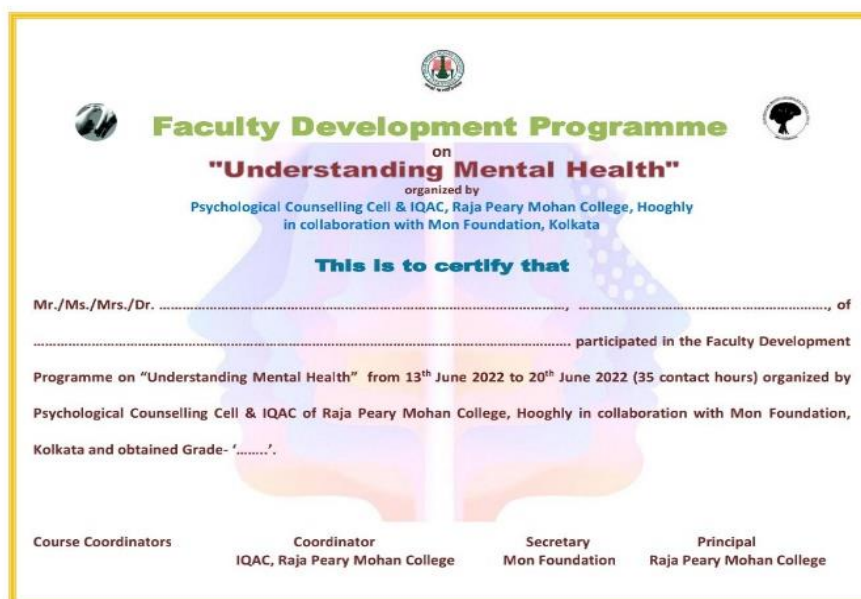 Faculty Development Programme
on
"Understanding Mental Health"
organized by
Psychological Counselling Cell & IQAC, Raja Peary Mohan College, Hooghly
in collaboration with Mon Foundation, Kolkata
This is to certify that
Mr./Ms./Mrs./Dr. ……………………………………………………………………………, ………………………………………………, of
……………………………………………………………………………………………………… participated in the Faculty Development
Programme on “Understanding Mental Health” from 13th June 2022 to 20th June 2022 (35 contact hours) organized by
Psychological Counselling Cell & IQAC of Raja Peary Mohan College, Hooghly in collaboration with Mon Foundation,
Kolkata and obtained Grade- ‘……..’.
Course Coordinators Coordinator Secretary Principal
IQAC, Raja Peary Mohan College Mon Foundation Raja Peary Mohan College